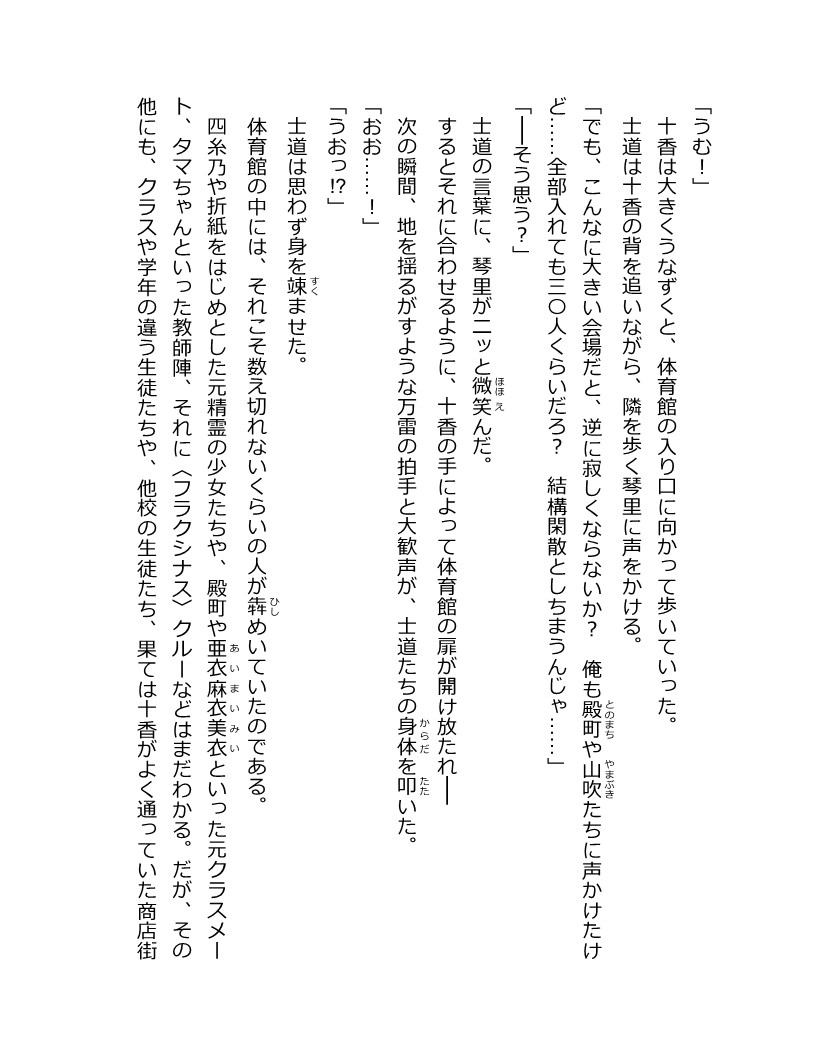 「うむ！」
　十香は大きくうなずくと、体育館の入り口に向かって歩いていった。
　士道は十香の背を追いながら、隣を歩く琴里に声をかける。
「でも、こんなに大きい会場だと、逆に寂しくならないか？　俺も殿町や山吹たちに声かけたけ
ど……全部入れても三〇人くらいだろ？　結構閑散としちまうんじゃ……」
「──そう思う？」
　士道の言葉に、琴里がニッと微笑んだ。
　するとそれに合わせるように、十香の手によって体育館の扉が開け放たれ──
　次の瞬間、地を揺るがすような万雷の拍手と大歓声が、士道たちの身体を叩いた。
「おお……！」
「うおっ!?」
　士道は思わず身を竦ませた。
　体育館の中には、それこそ数え切れないくらいの人が犇めいていたのである。
　四糸乃や折紙をはじめとした元精霊の少女たちや、殿町や亜衣麻衣美衣といった元クラスメー
ト、タマちゃんといった教師陣、それに〈フラクシナス〉クルーなどはまだわかる。だが、その
他にも、クラスや学年の違う生徒たちや、他校の生徒たち、果ては十香がよく通っていた商店街